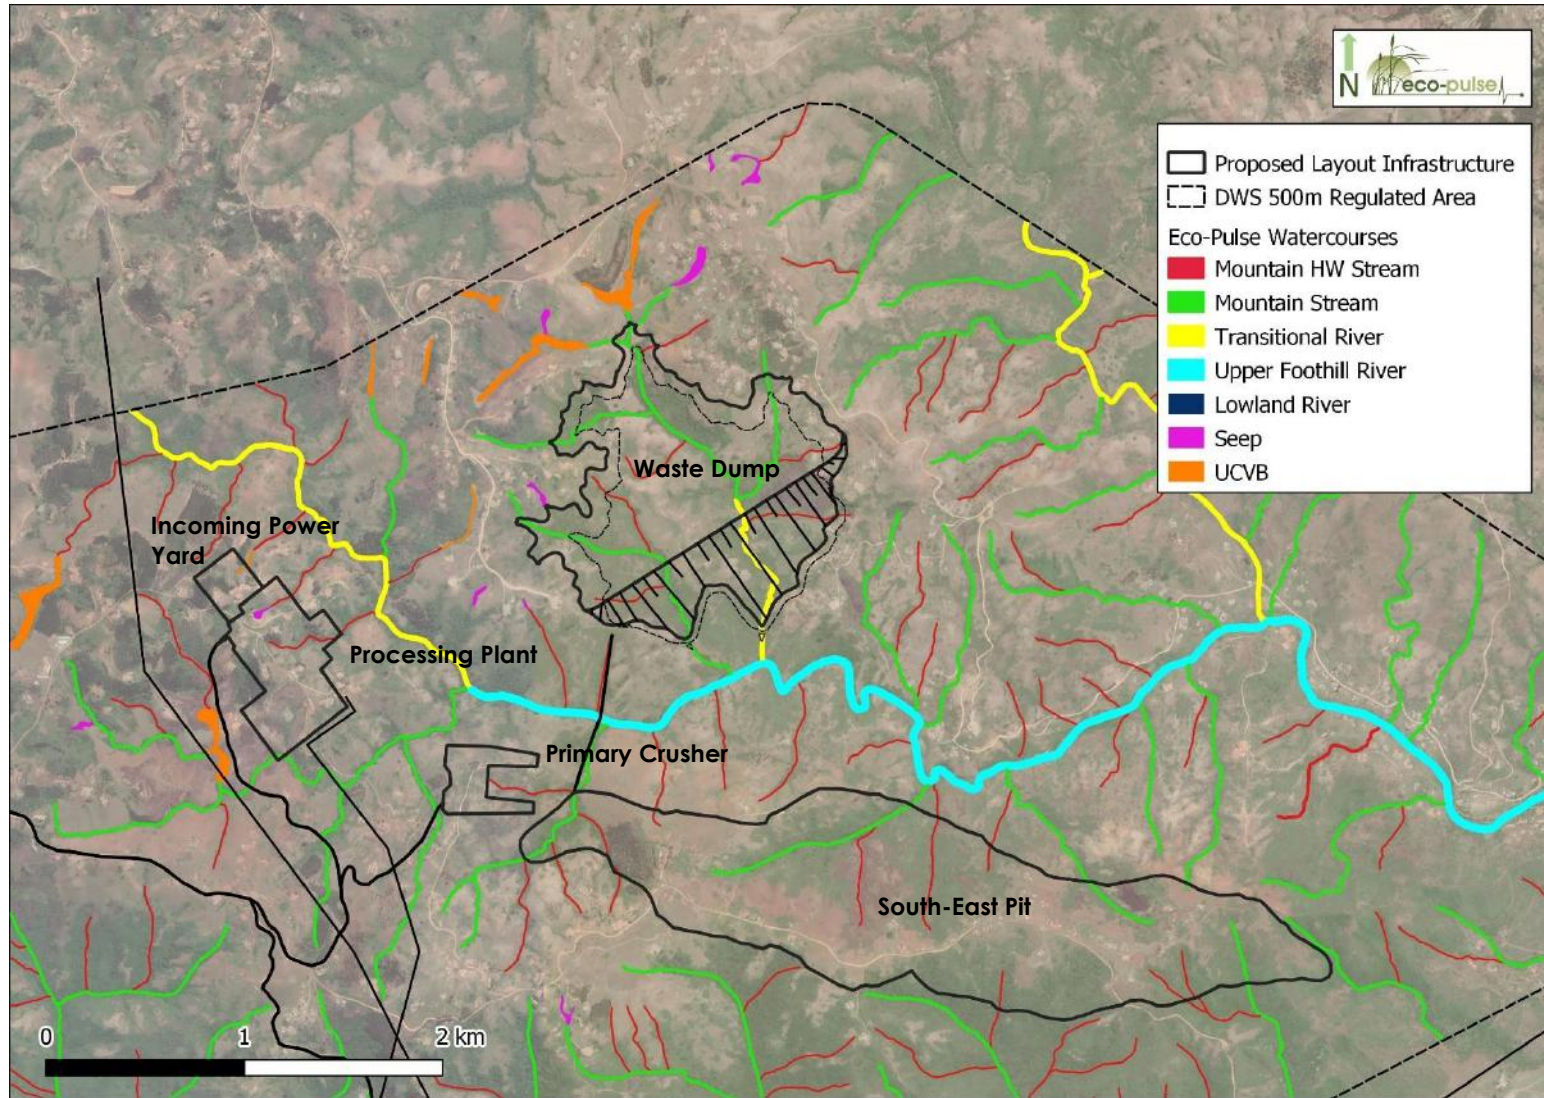 N
eco-pulse
Proposed Layout Infrastructure
DWS 500m Regulated Area
Eco-Pulse Watercourses
Mountain HW Stream
Mountain Stream
Transitional River
Upper Foothill River
Lowland River
Seep
UCVB
Waste Dump
Incoming Power
Yard
Processing Plant
Primary Crusher
South-East Pit
0 1 2 km